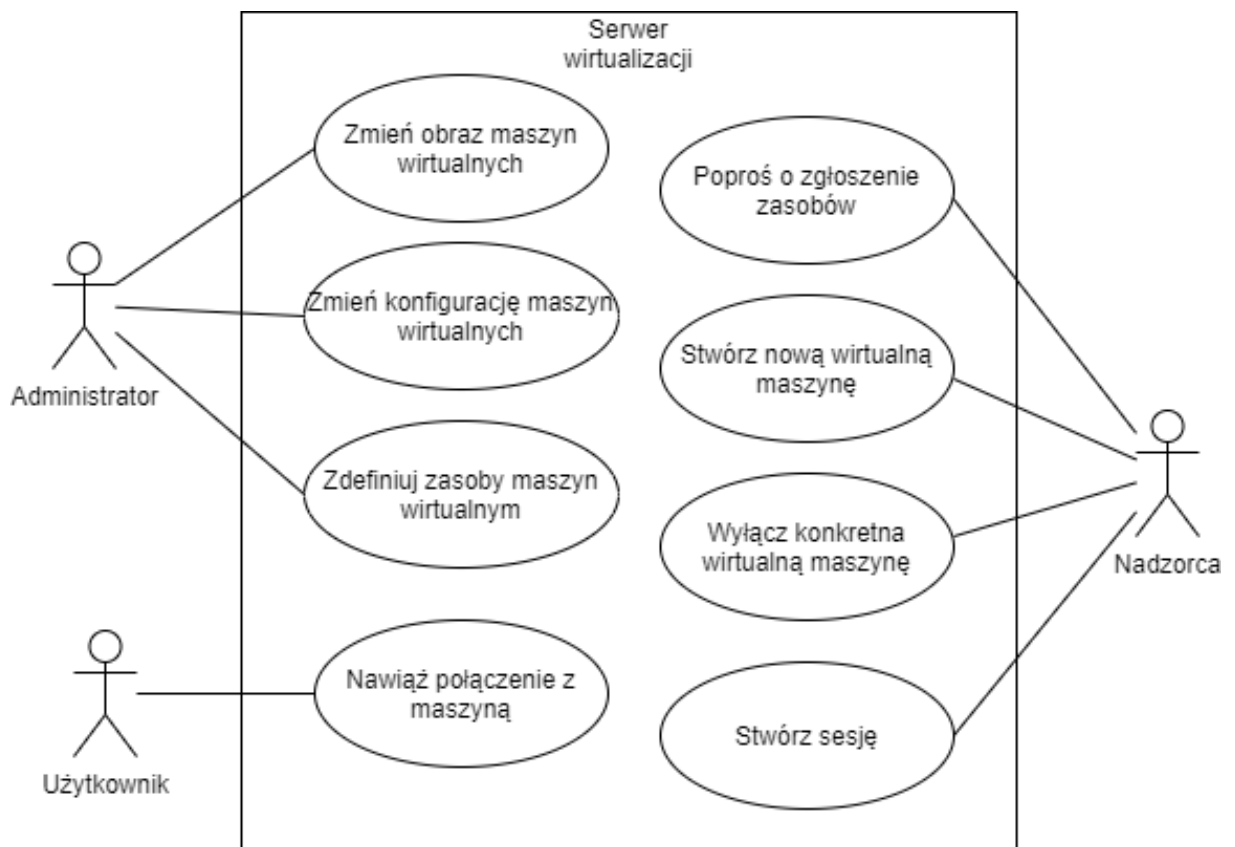 Serwer
wirtualizacji
Zmień obraz maszyn
wirtualnych
Poproś o zgłoszenie
zasobów
Zmień konfigurację maszyn
wirtualnych
Administrator
Stwórz nową wirtualną
maszynę
Zdefiniuj zasoby maszyn
wirtualnym
Wyłącz konkretna
wirtualną maszynę
Nadzorca
Nawiąż połączenie z
maszyną
Użytkownik
Stwórz sesję